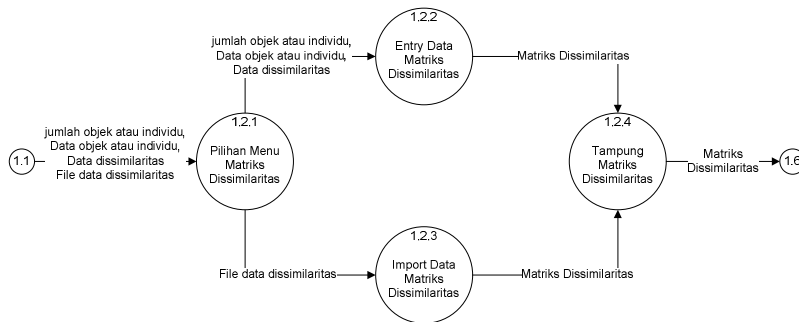 1.1
jumlah objek atau individu,
Data objek atau individu,
Data dissimilaritas
File data dissimilaritas
1.2.1
Pilihan Menu
Matriks
Dissimilaritas
jumlah objek atau individu,
Data objek atau individu,
Data dissimilaritas
1.2.2
Entry Data
Matriks
Dissimilaritas
Matriks Dissimilaritas
File data dissimilaritas
1.2.3
Import Data
Matriks
Dissimilaritas
Matriks Dissimilaritas
1.2.4
Tampung
Matriks
Dissimilaritas
Matriks
Dissimilaritas
1.6